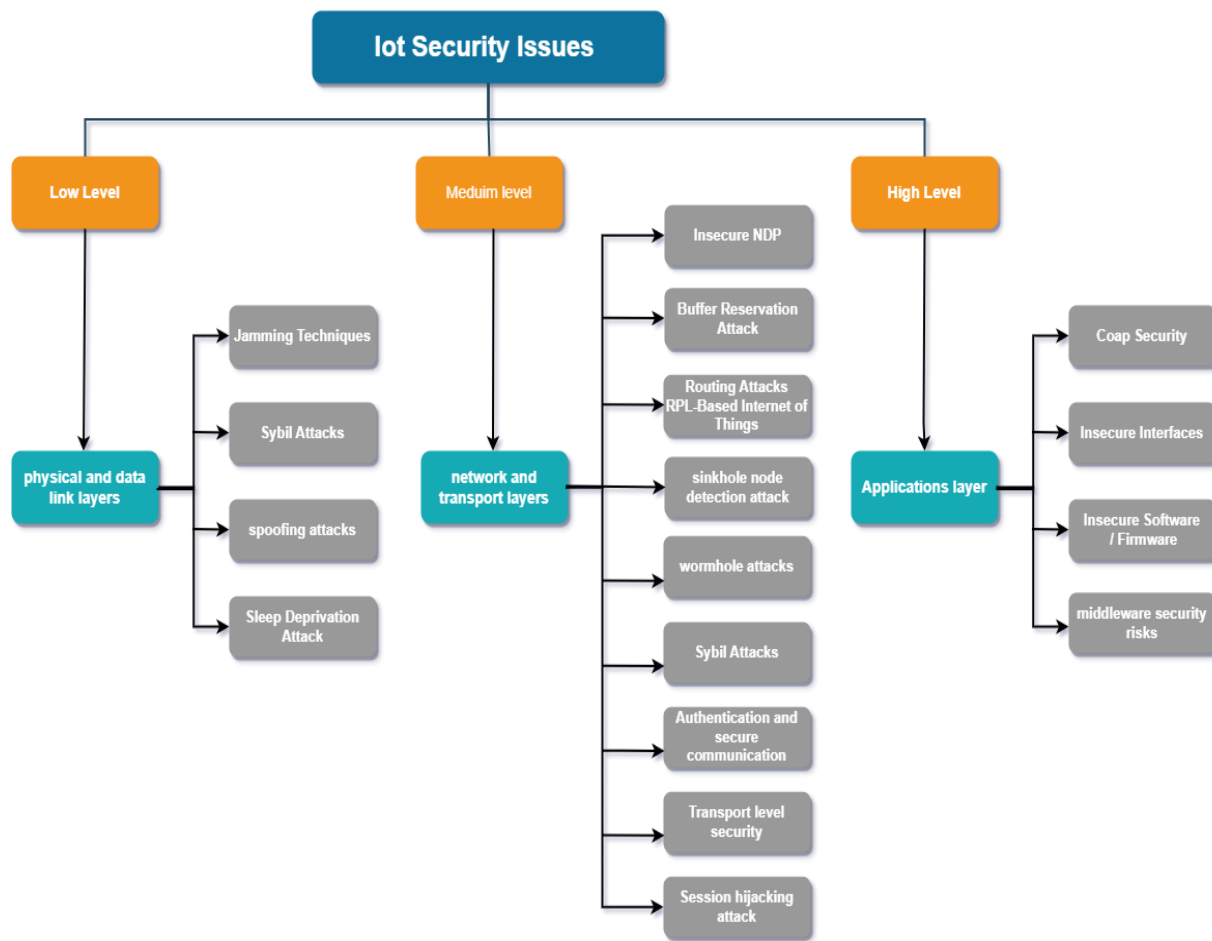 Iot Security Issues
Low Level
Meduim level
High Level
Insecure NDP
Buffer Reservation
Attack
Routing Attacks
RPL-Based Internet of
Things
sinkhole node
detection attack
wormhole attacks
Sybil Attacks
Authentication and
secure
communication
Transport level
security
Session hijacking
attack
Jamming Techniques
Sybil Attacks
spoofing attacks
Sleep Deprivation
Attack
physical and data
link layers
network and
transport layers
Applications layer
Coap Security
Insecure Interfaces
Insecure Software
/ Firmware
middleware security
risks